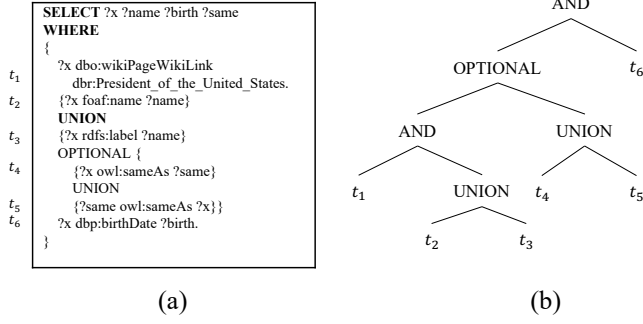 SELECT ?x ?name ?birth ?same
WHERE
{
t₁ ?x dbo:wikiPageWikiLink
dbr:President_of_the_United_States.
t₂ {?x foaf:name ?name}
UNION
t₃ {?x rdfs:label ?name}
OPTIONAL {
t₄ {?x owl:sameAs ?same}
UNION
t₅ {?same owl:sameAs ?x}}
t₆ ?x dbp:birthDate ?birth.
}
(a)
AND
OPTIONAL t₆
AND UNION
t₁ UNION t₄ t₅
t₂ t₃
(b)